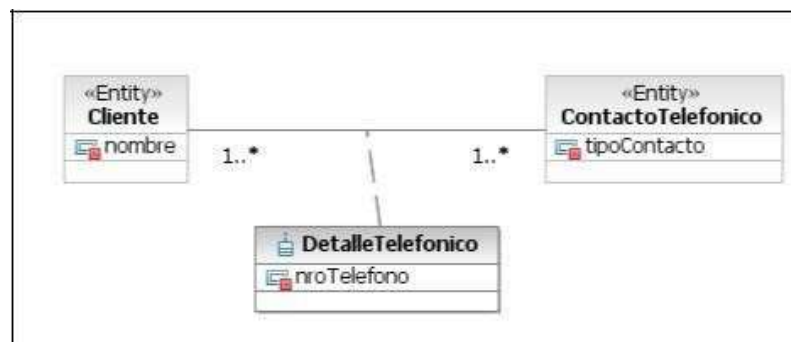 «Entity»
Cliente
nombre
«Entity»
ContactoTelefonico
tipoContacto
1..*
1..*
DetalleTelefonico
nroTelefono